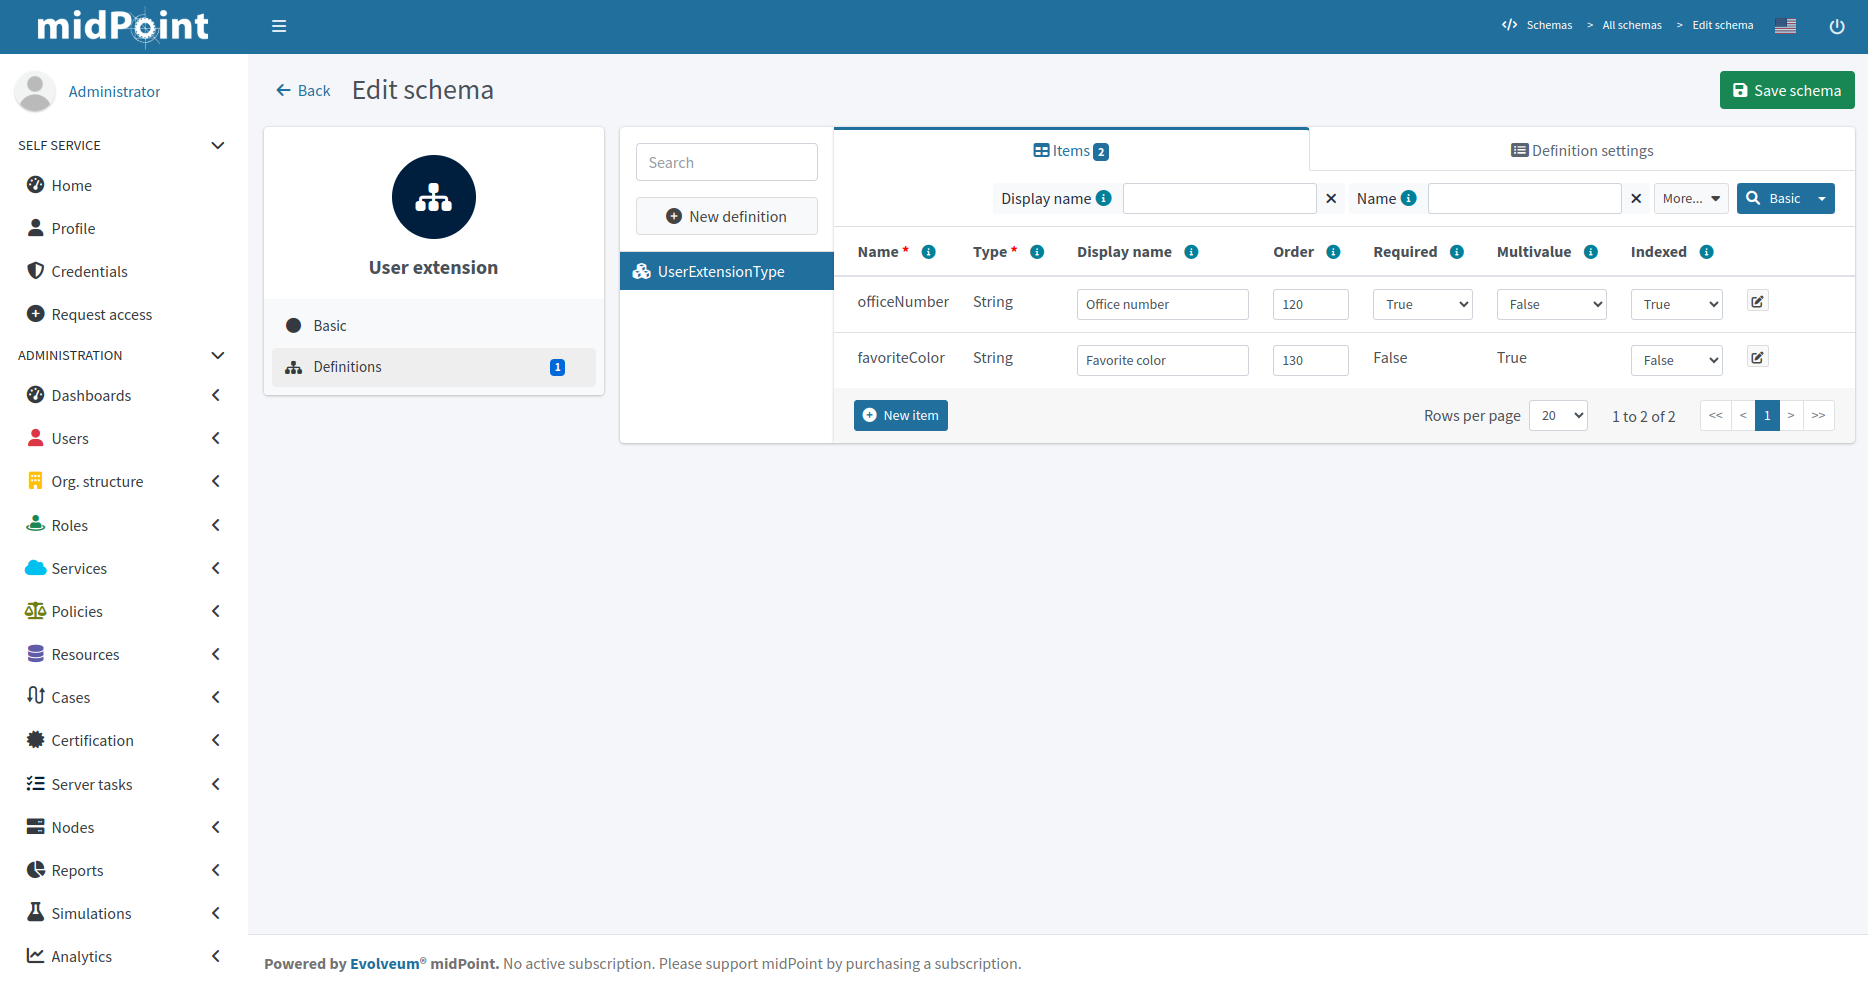 midPoint
Schemas > All schemas > Edit schema
Administrator
SELF SERVICE
Home
Profile
Credentials
Request access
ADMINISTRATION
Dashboards
Users
Org. structure
Roles
Services
Policies
Resources
Cases
Certification
Server tasks
Nodes
Reports
Simulations
Analytics
Back Edit schema
Save schema
User extension
Basic
Definitions 1
Search
New definition
UserExtensionType
Items 2 Definition settings
Display name Name More... Basic
Name * Type * Display name Order Required Multivalue Indexed
officeNumber String Office number 120 True False True
favoriteColor String Favorite color 130 False True False
New item Rows per page 20 1 to 2 of 2 << < 1 > >>
Powered by Evolveum® midPoint. No active subscription. Please support midPoint by purchasing a subscription.